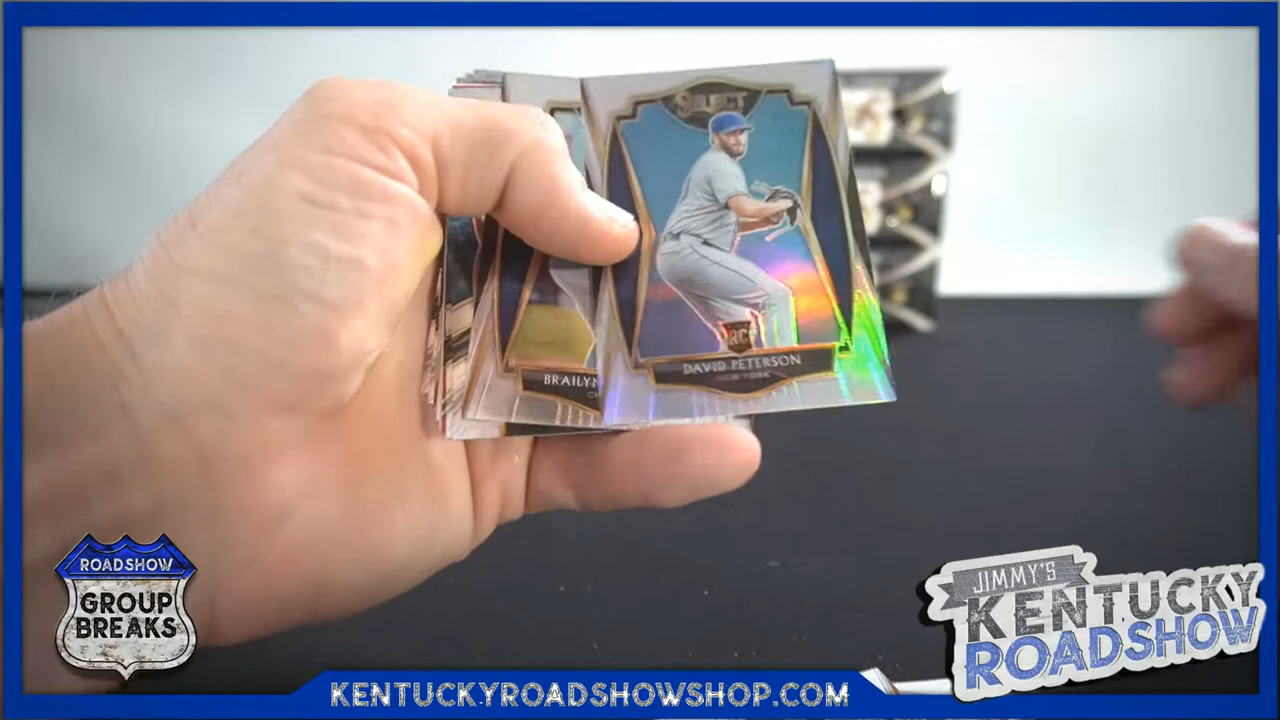 SELECT
RC
DAVID PETERSON
NEW YORK
BRAILYN
ROADSHOW
GROUP
BREAKS
JIMMY'S
KENTUCKY
ROADSHOW
KENTUCKYROADSHOWSHOP.COM